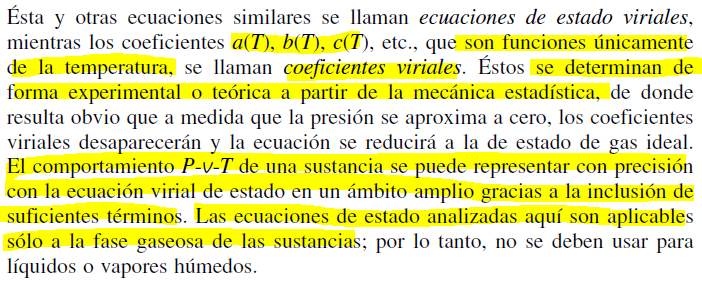 Ésta y otras ecuaciones similares se llaman ecuaciones de estado viriales,
mientras los coeficientes a(T), b(T), c(T), etc., que son funciones únicamente
de la temperatura, se llaman coeficientes viriales. Éstos se determinan de
forma experimental o teórica a partir de la mecánica estadística, de donde
resulta obvio que a medida que la presión se aproxima a cero, los coeficientes
viriales desaparecerán y la ecuación se reducirá a la de estado de gas ideal.
El comportamiento P-v-T de una sustancia se puede representar con precisión
con la ecuación virial de estado en un ámbito amplio gracias a la inclusión de
suficientes términos. Las ecuaciones de estado analizadas aquí son aplicables
sólo a la fase gaseosa de las sustancias; por lo tanto, no se deben usar para
líquidos o vapores húmedos.